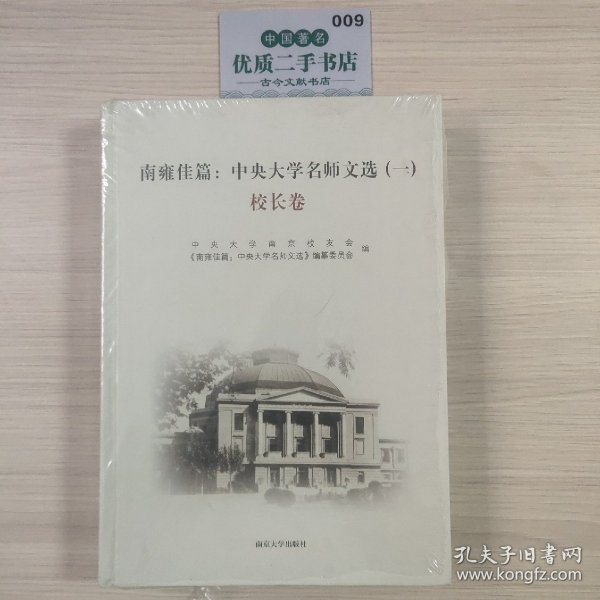 009
中国著名
优质二手书店
古今文献书店
南雍佳篇：中央大学名师文选（一）
校长卷
中央大学南京校友会
《南雍佳篇：中央大学名师文选》编纂委员会
编
南京大学出版社
孔夫子旧书网
www.kongfz.com